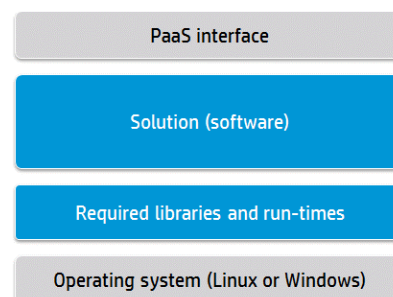 PaaS interface
Solution (software)
Required libraries and run-times
Operating system (Linux or Windows)